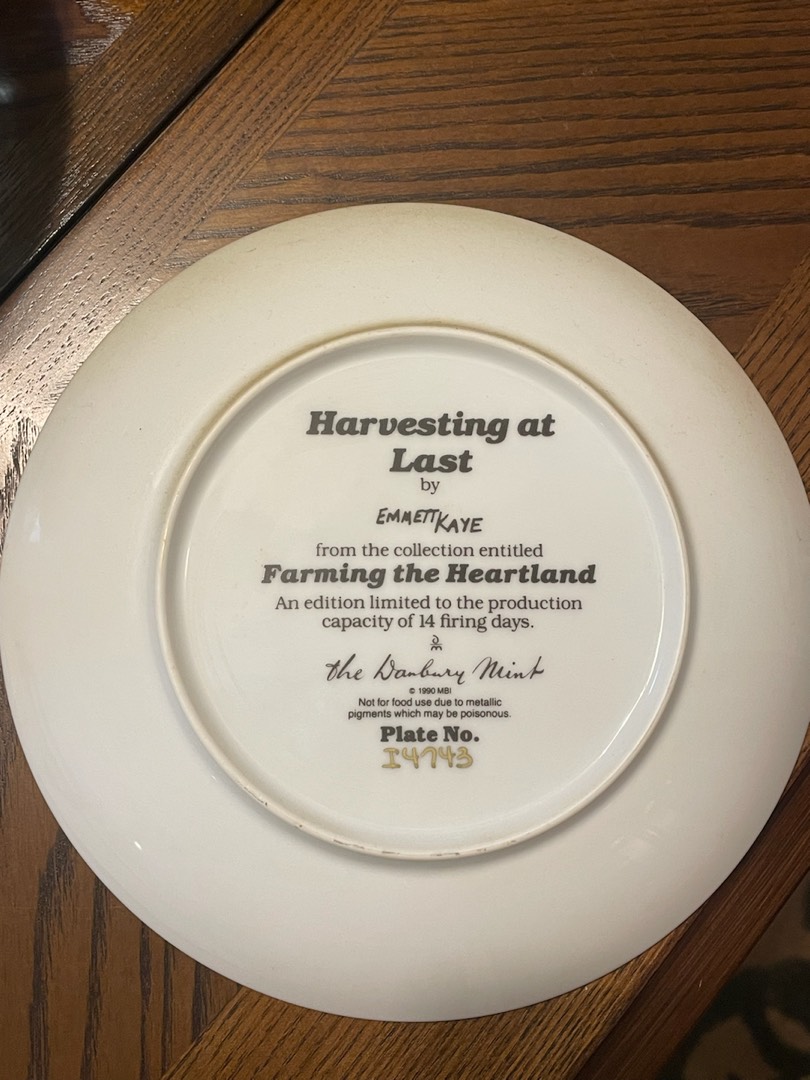 Harvesting at
Last
by
EMMETT KAYE
from the collection entitled
Farming the Heartland
An edition limited to the production
capacity of 14 firing days.
the Danbury Mint
© 1990 MBI
Not for food use due to metallic
pigments which may be poisonous.
Plate No.
I4743